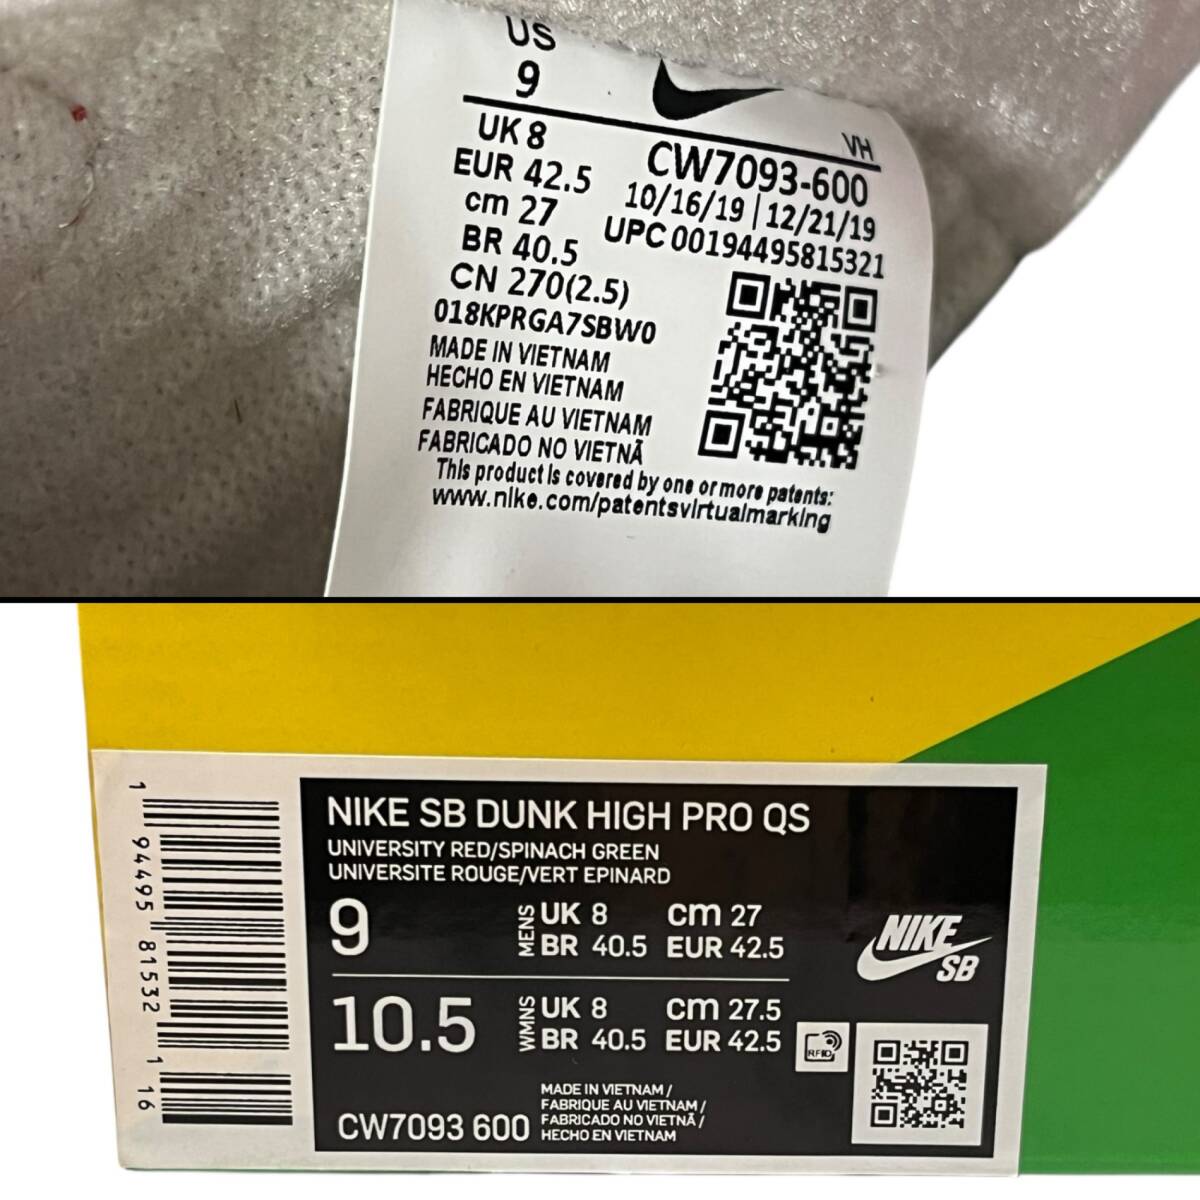 US
9
UK 8
EUR 42.5
cm 27
BR 40.5
CN 270(2.5)
018KPRGA7SBW0
VH
CW7093-600
10/16/19 | 12/21/19
UPC 00194495815321
MADE IN VIETNAM
HECHO EN VIETNAM
FABRIQUE AU VIETNAM
FABRICADO NO VIETNÃ
This product is covered by one or more patents:
www.nike.com/patentsvirtualmarking
1 94495 81532 1 16
NIKE SB DUNK HIGH PRO QS
UNIVERSITY RED/SPINACH GREEN
UNIVERSITE ROUGE/VERT EPINARD
9
MENS
UK 8 cm 27
BR 40.5 EUR 42.5
10.5
WMNS
UK 8 cm 27.5
BR 40.5 EUR 42.5
NIKE
SB
RFID
CW7093 600
MADE IN VIETNAM /
FABRIQUE AU VIETNAM /
FABRICADO NO VIETNÃ /
HECHO EN VIETNAM